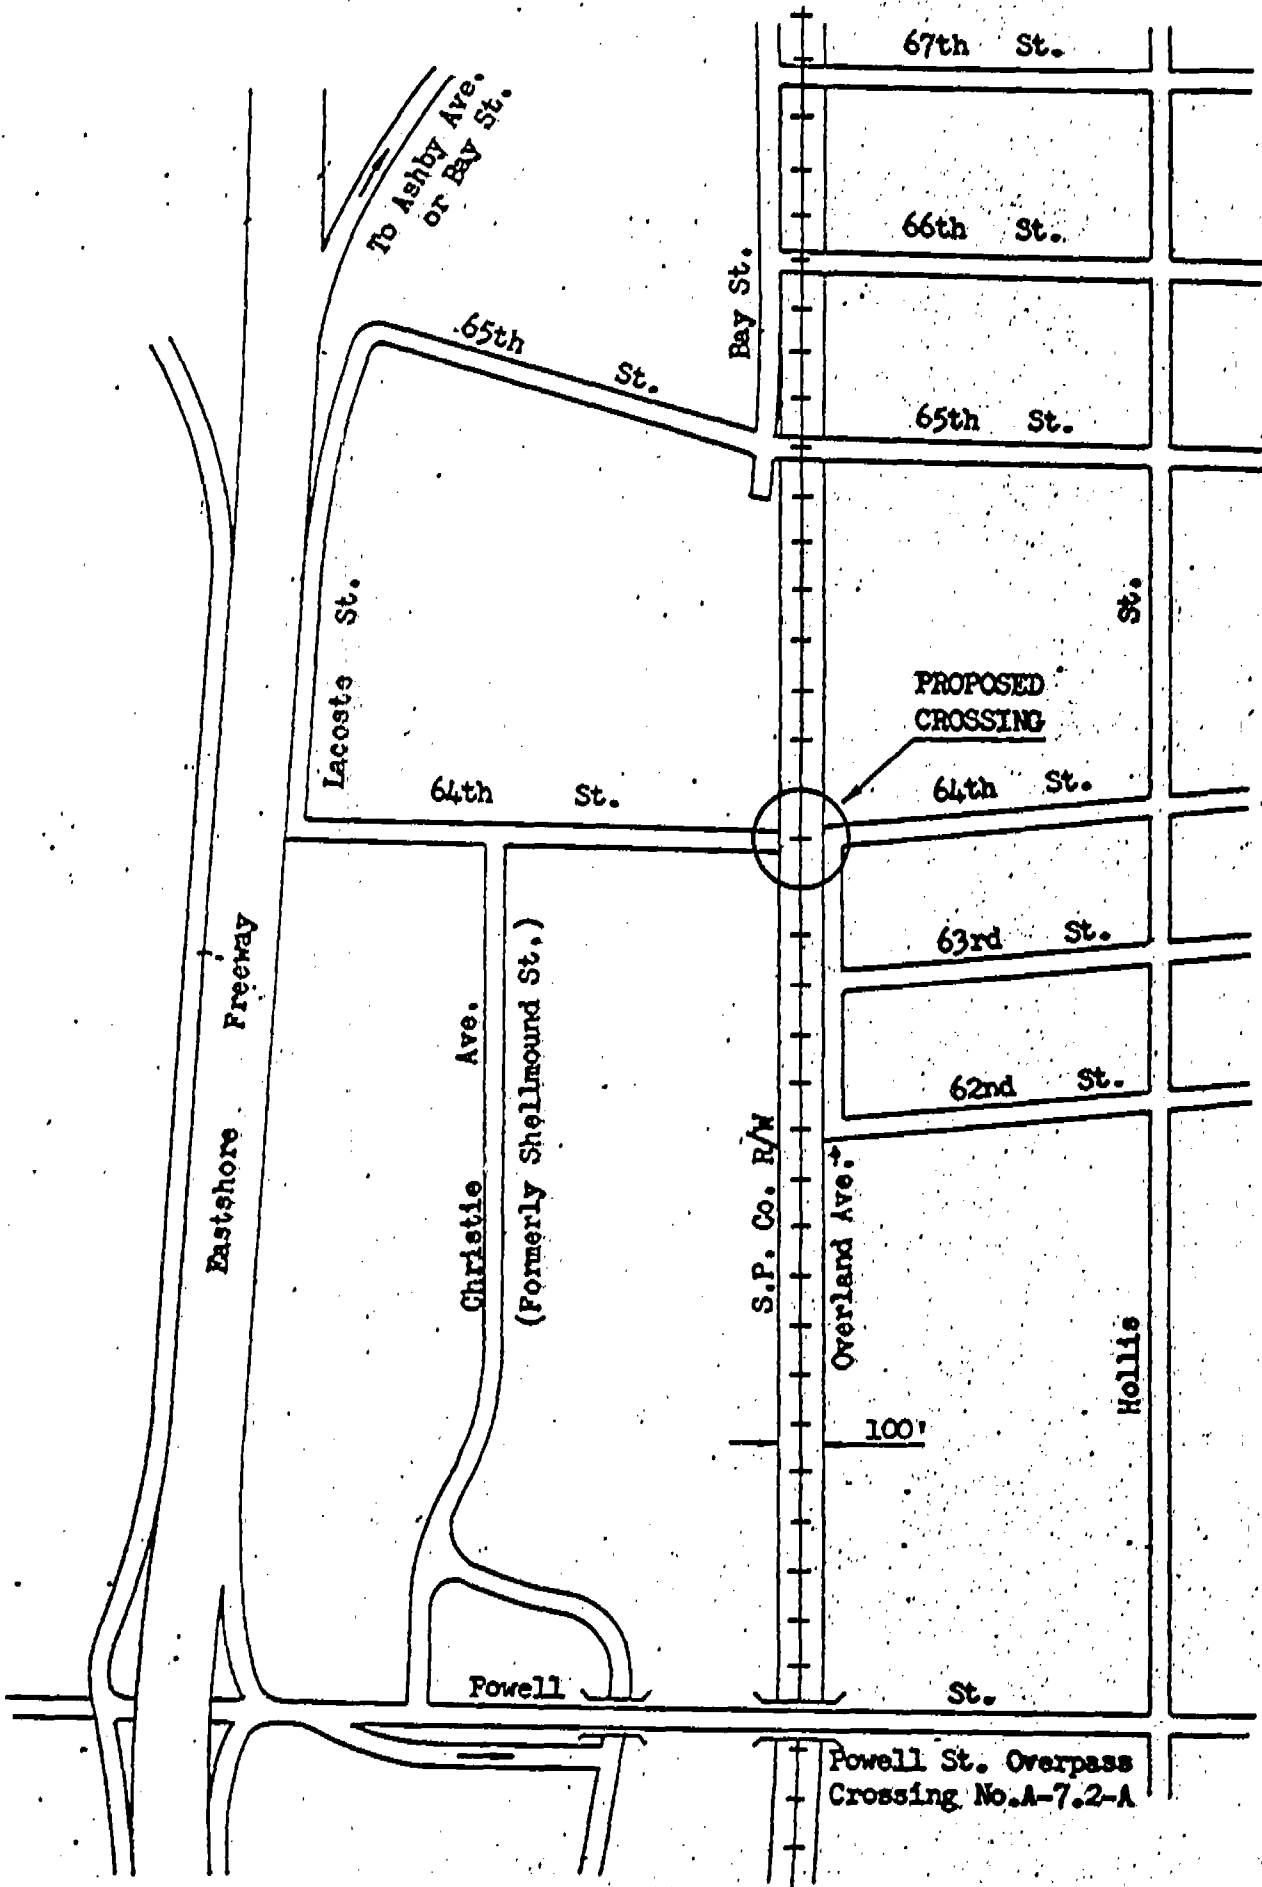 67th St.
To Ashby Ave.
or Bay St.
66th St.
Bay St.
65th St.
65th St.
St.
Lacoste St.
PROPOSED
CROSSING
64th St.
64th St.
63rd St.
Eastshore Freeway
Christie Ave.
(Formerly Shellmound St.)
62nd St.
S.P. Co. R/W
Overland Ave.
Hollis
100'
Powell St.
Powell St. Overpass
Crossing No.A-7.2-A